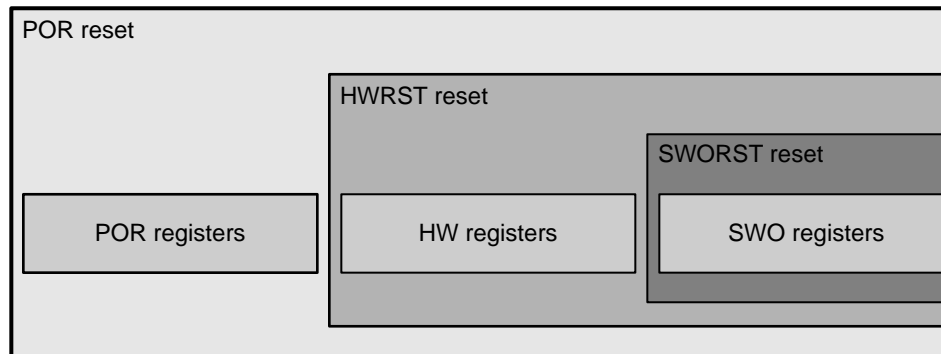 POR reset
HWRST reset
SWORST reset
POR registers
HW registers
SWO registers